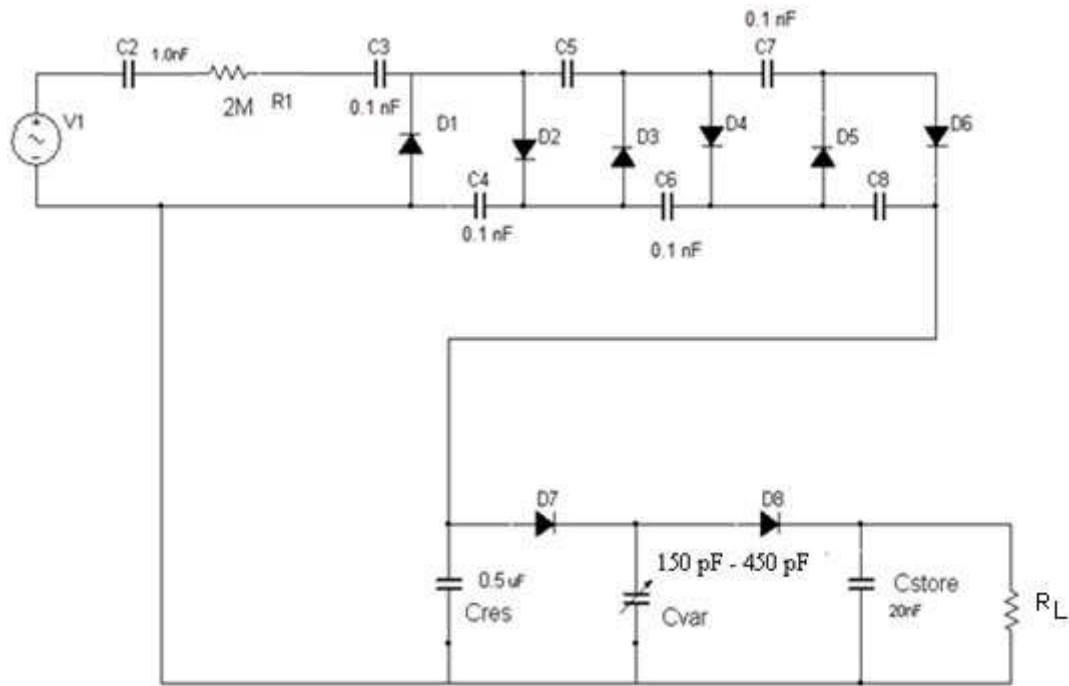 0.1 nF
C2
1.0nF
C3
C5
C7
V1
2M
R1
0.1 nF
D1
D2
D3
D4
D5
D6
C4
C6
C8
0.1 nF
0.1 nF
D7
D8
150 pF - 450 pF
0.5 uF
Cres
Cvar
Cstore
20nF
RL